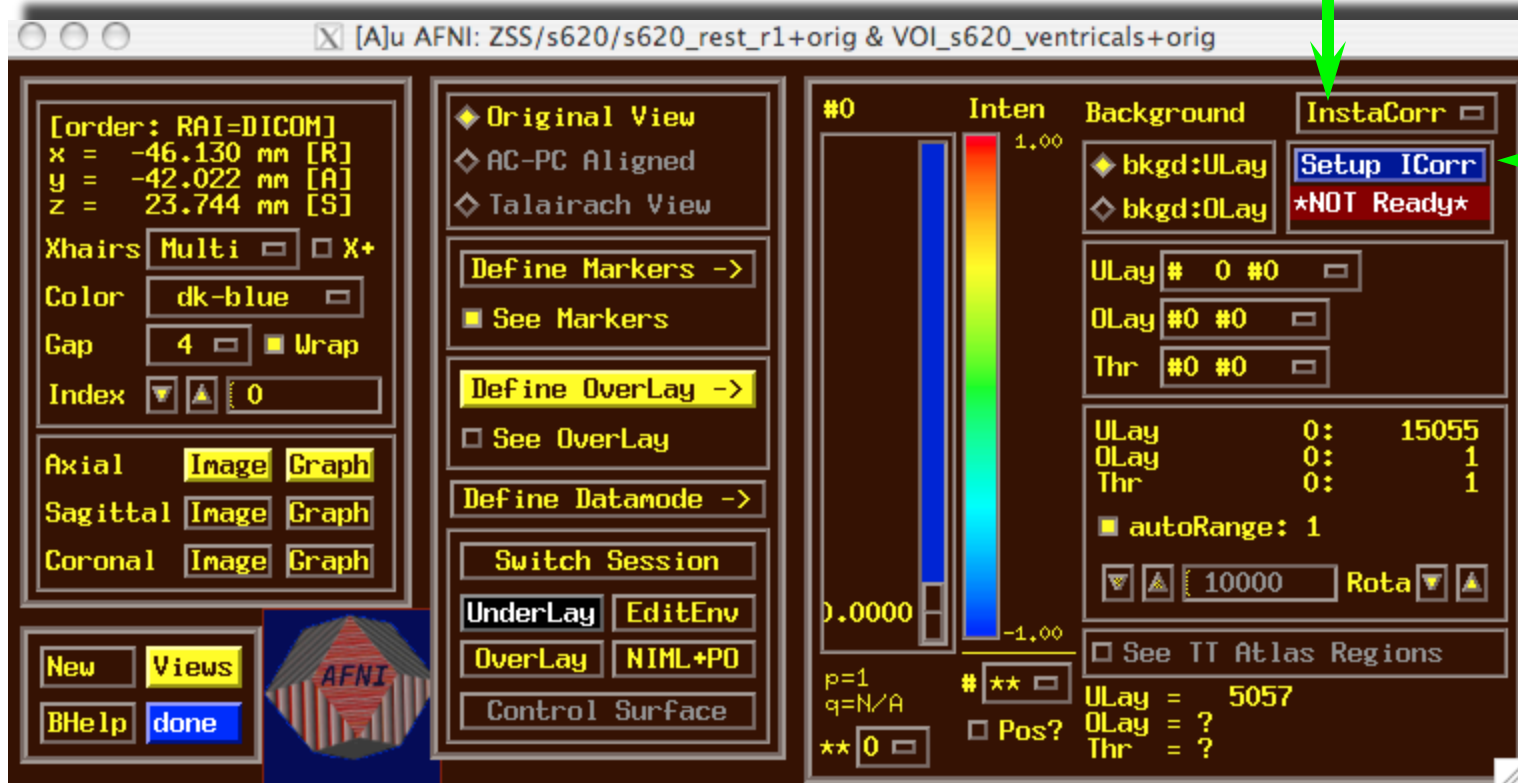 [A]u AFNI: ZSS/s620/s620_rest_r1+orig & VOI_s620_ventricals+orig
[order: RAI=DICOM]
x = -46.130 mm [R]
y = -42.022 mm [A]
z = 23.744 mm [S]
Xhairs Multi X+
Color dk-blue
Gap 4 Wrap
Index 0
Axial Image Graph
Sagittal Image Graph
Coronal Image Graph
New Views
BHelp done
AFNI
Original View
AC-PC Aligned
Talairach View
Define Markers ->
See Markers
Define OverLay ->
See OverLay
Define Datamode ->
Switch Session
UnderLay EditEnv
OverLay NIML+PO
Control Surface
#0 Inten
1.00
0.0000
-1.00
p=1
q=N/A
# **
** 0
Pos?
Background InstaCorr
bkgd:ULay Setup ICorr
bkgd:OLay *NOT Ready*
ULay # 0 #0
OLay #0 #0
Thr #0 #0
ULay 0: 15055
OLay 0: 1
Thr 0: 1
autoRange: 1
10000 Rota
See TT Atlas Regions
ULay = 5057
OLay = ?
Thr = ?